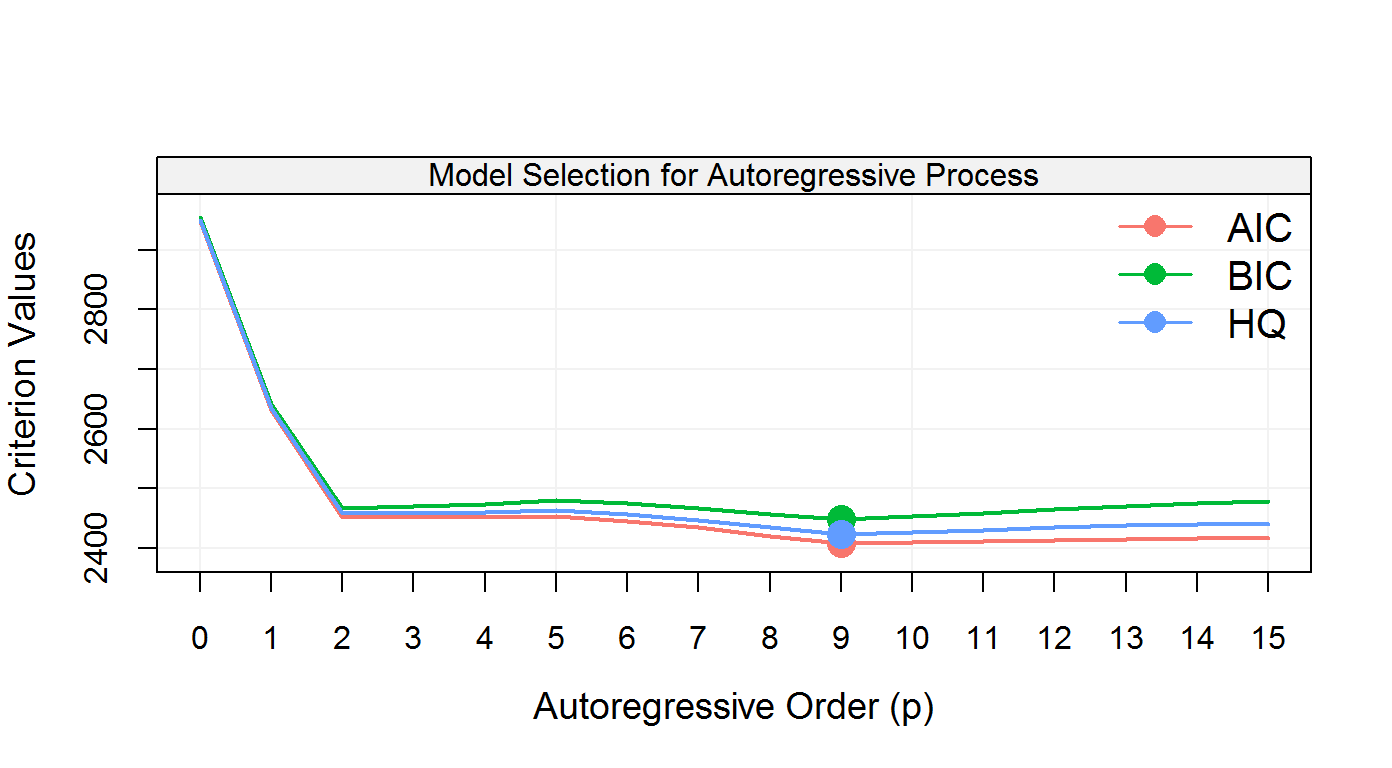 Model Selection for Autoregressive Process
AIC
BIC
HQ
Criterion Values
2800
2600
2400
0 1 2 3 4 5 6 7 8 9 10 11 12 13 14 15
Autoregressive Order (p)